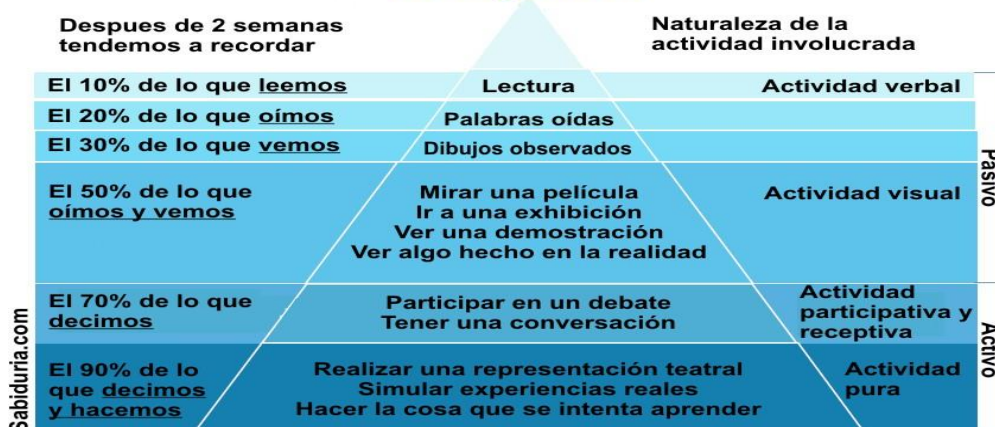 Despues de 2 semanas
tendemos a recordar
Naturaleza de la
actividad involucrada
El 10% de lo que leemos
Lectura
Actividad verbal
El 20% de lo que oímos
Palabras oídas
El 30% de lo que vemos
Dibujos observados
El 50% de lo que
oímos y vemos
Mirar una película
Ir a una exhibición
Ver una demostración
Ver algo hecho en la realidad
Actividad visual
Pasivo
El 70% de lo que
decimos
Participar en un debate
Tener una conversación
Actividad
participativa y
receptiva
El 90% de lo
que decimos
y hacemos
Realizar una representación teatral
Simular experiencias reales
Hacer la cosa que se intenta aprender
Actividad
pura
Activo
Sabiduria.com